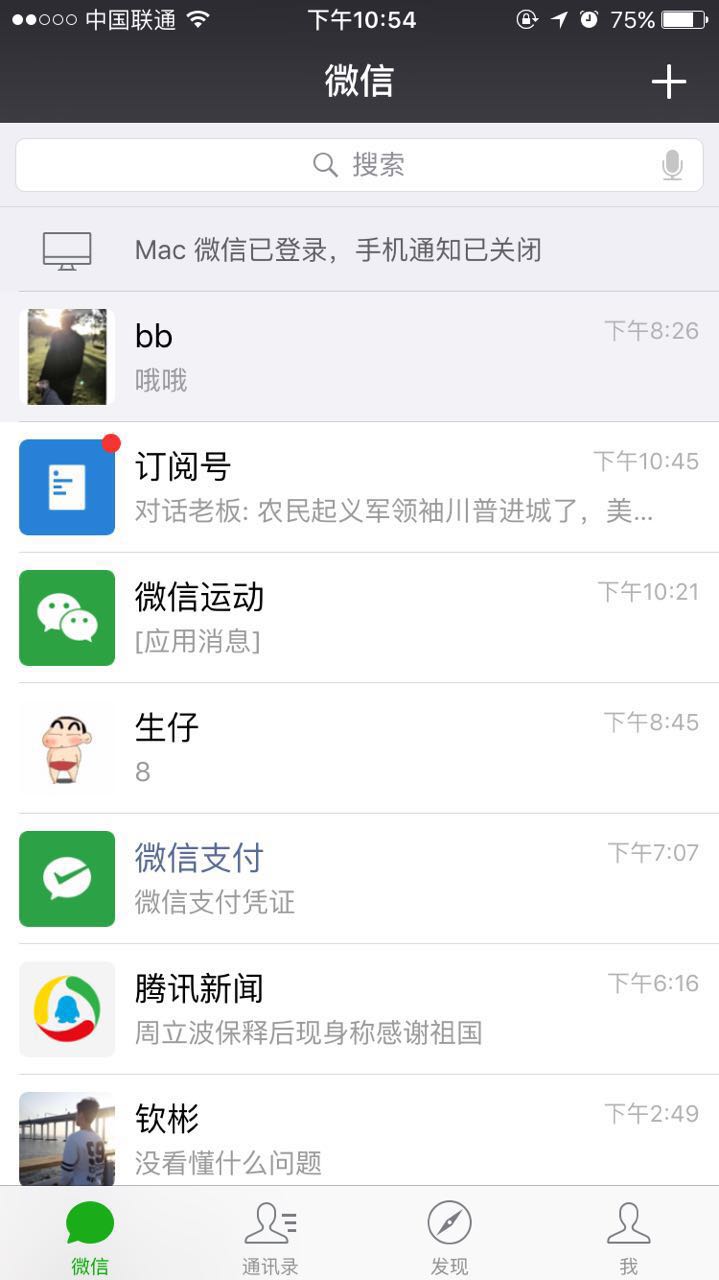 中国联通 下午10:54 75%
微信
搜索
Mac 微信已登录，手机通知已关闭
bb 下午8:26
哦哦
订阅号 下午10:45
对话老板: 农民起义军领袖川普进城了，美...
微信运动 下午10:21
[应用消息]
生仔 下午8:45
8
微信支付 下午7:07
微信支付凭证
腾讯新闻 下午6:16
周立波保释后现身称感谢祖国
钦彬 下午2:49
没看懂什么问题
微信 通讯录 发现 我